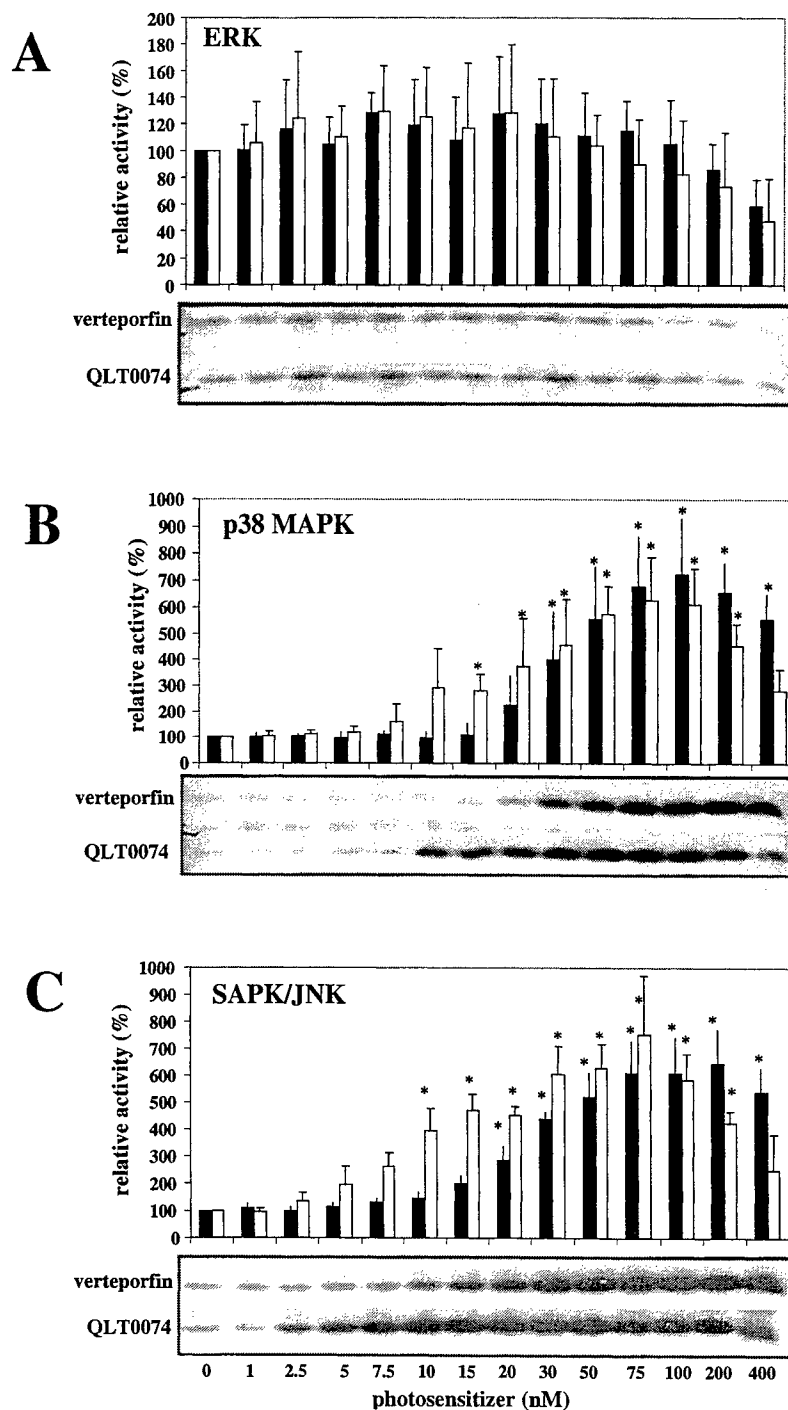 A
ERK
relative activity (%)
200
180
160
140
120
100
80
60
40
20
0
verteporfin
QLT0074
B
p38 MAPK
relative activity (%)
1000
900
800
700
600
500
400
300
200
100
0
* * * * * * * * * * * * * *
verteporfin
QLT0074
C
SAPK/JNK
relative activity (%)
1000
900
800
700
600
500
400
300
200
100
0
* * * * * * * * * * * * * * *
verteporfin
QLT0074
0 1 2.5 5 7.5 10 15 20 30 50 75 100 200 400
photosensitizer (nM)